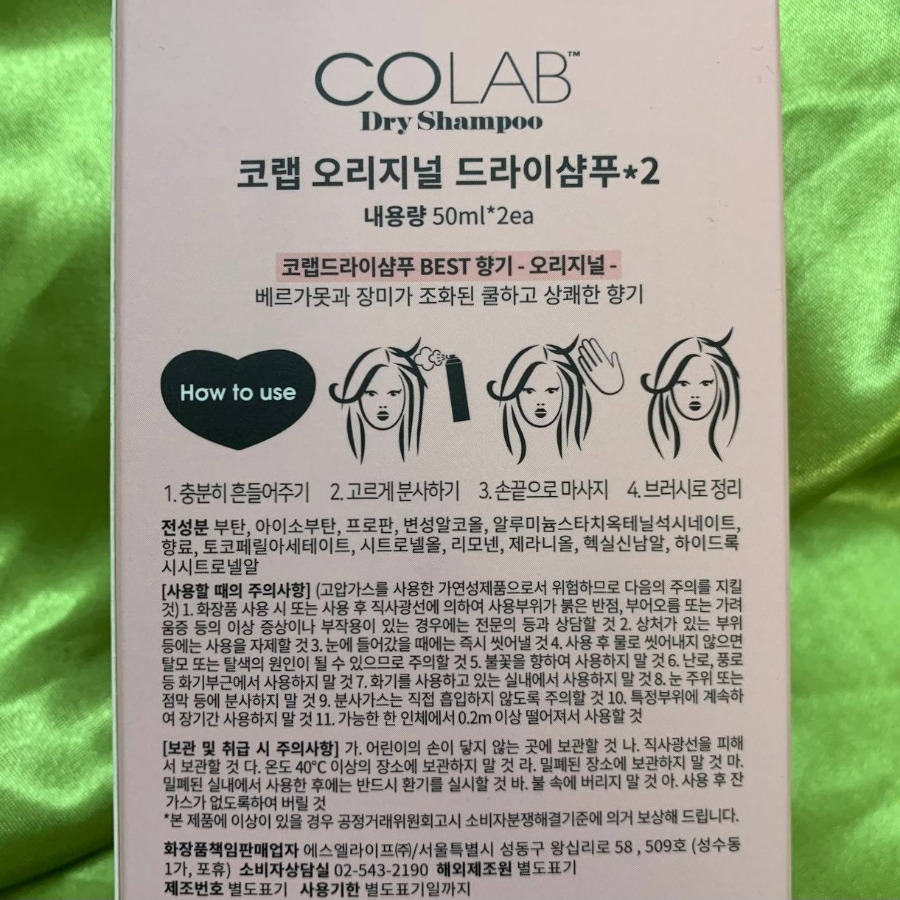 COLAB™
Dry Shampoo
코랩 오리지널 드라이샴푸*2
내용량 50ml*2ea
코랩드라이샴푸 BEST 향기 - 오리지널 -
베르가못과 장미가 조화된 쿨하고 상쾌한 향기
How to use
1. 충분히 흔들어주기 2. 고르게 분사하기 3. 손끝으로 마사지 4. 브러시로 정리
전성분 부탄, 아이소부탄, 프로판, 변성알코올, 알루미늄스타치옥테닐석시네이트,
향료, 토코페릴아세테이트, 시트로넬올, 리모넨, 제라니올, 헥실신남알, 하이드록
시시트로넬알
[사용할 때의 주의사항] (고압가스를 사용한 가연성제품으로서 위험하므로 다음의 주의를 지킬
것) 1. 화장품 사용 시 또는 사용 후 직사광선에 의하여 사용부위가 붉은 반점, 부어오름 또는 가려
움증 등의 이상 증상이나 부작용이 있는 경우에는 전문의 등과 상담할 것 2. 상처가 있는 부위
등에는 사용을 자제할 것 3. 눈에 들어갔을 때에는 즉시 씻어낼 것 4. 사용 후 물로 씻어내지 않으면
탈모 또는 탈색의 원인이 될 수 있으므로 주의할 것 5. 불꽃을 향하여 사용하지 말 것 6. 난로, 풍로
등 화기부근에서 사용하지 말 것 7. 화기를 사용하고 있는 실내에서 사용하지 말 것 8. 눈 주위 또는
점막 등에 분사하지 말 것 9. 분사가스는 직접 흡입하지 않도록 주의할 것 10. 특정부위에 계속하
여 장기간 사용하지 말 것 11. 가능한 한 인체에서 0.2m 이상 떨어져서 사용할 것
[보관 및 취급 시 주의사항] 가. 어린이의 손이 닿지 않는 곳에 보관할 것 나. 직사광선을 피해
서 보관할 것 다. 온도 40℃ 이상의 장소에 보관하지 말 것 라. 밀폐된 장소에 보관하지 말 것 마.
밀폐된 실내에서 사용한 후에는 반드시 환기를 실시할 것 바. 불 속에 버리지 말 것 아. 사용 후 잔
가스가 없도록하여 버릴 것
*본 제품에 이상이 있을 경우 공정거래위원회고시 소비자분쟁해결기준에 의거 보상해 드립니다.
화장품책임판매업자 에스엘라이프㈜/서울특별시 성동구 왕십리로 58 , 509호 (성수동
1가, 포휴) 소비자상담실 02-543-2190 해외제조원 별도표기
제조번호 별도표기 사용기한 별도표기일까지